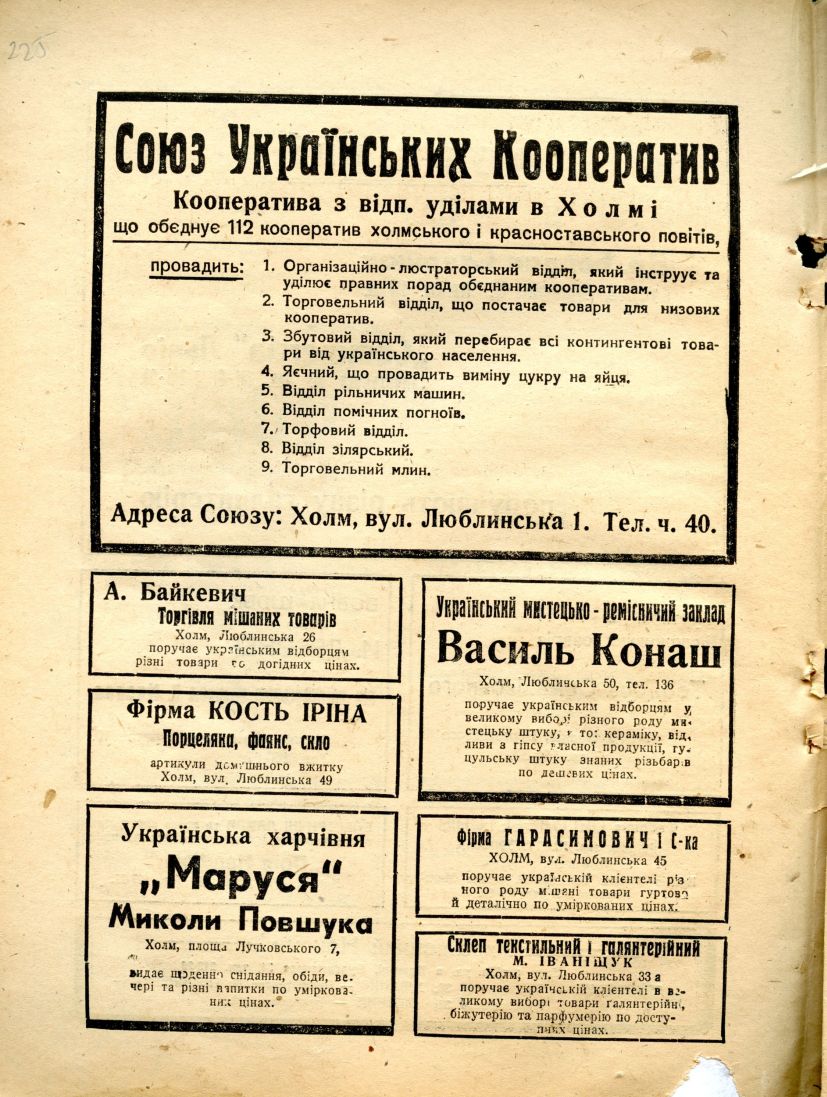 225
Союз Українських Кооператив
Кооператива з відп. уділами в Холмі
що обєднує 112 кооператив холмського і красноставського повітів,
провадить: 1. Організаційно-люстраторський відділ, який інструує та
уділює правних порад обєднаним кооперативам.
2. Торговельний відділ, що постачає товари для низових
кооператив.
3. Збутовий відділ, який перебирає всі контингентові това-
ри від українського населення.
4. Яєчний, що провадить виміну цукру на яйця.
5. Відділ рільничих машин.
6. Відділ помічних погноїв.
7. Торфовий відділ.
8. Відділ зілярський.
9. Торговельний млин.
Адреса Союзу: Холм, вул. Люблинська 1. Тел. ч. 40.
А. Байкевич
Торгівля мішаних товарів
Холм, Люблинська 26
поручає українським відборцям
різні товари по догідних цінах.
Фірма КОСТЬ ІРІНА
Порцеляна, фаянс, скло
артикули домашнього вжитку
Холм, вул. Люблинська 49
Українська харчівня
„Маруся“
Миколи Повшука
Холм, площа Лучковського 7,
видає щоденно снідання, обіди, ве-
чері та різні напитки по умірkова-
них цінах.
Український мистецько-ремісничий заклад
Василь Конаш
Холм, Люблинська 50, тел. 136
поручає українським відборцям у
великому виборі різного роду ми-
стецьку штуку, в тої кераміку, від-
ливи з гіпсу власної продукції, гу-
цульську штуку знаних різьбарів
по дешевих цінах.
Фірма ГАРАСИМОВИЧ І С-ка
ХОЛМ, вул. Люблинська 45
поручає українській клієнтелі різ
ного роду мішані товари гуртово
й деталічно по уміркованих цінах.
Склеп текстильний і галянтерійний
М. ІВАНІЩУК
Холм, вул. Люблинська 33 а
поручає українській клієнтелі в ве-
ликому виборі товари галянтерійні,
біжутерію та парфумерію по досту-
пних цінах.